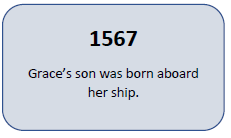 1567
Grace’s son was born aboard
her ship.